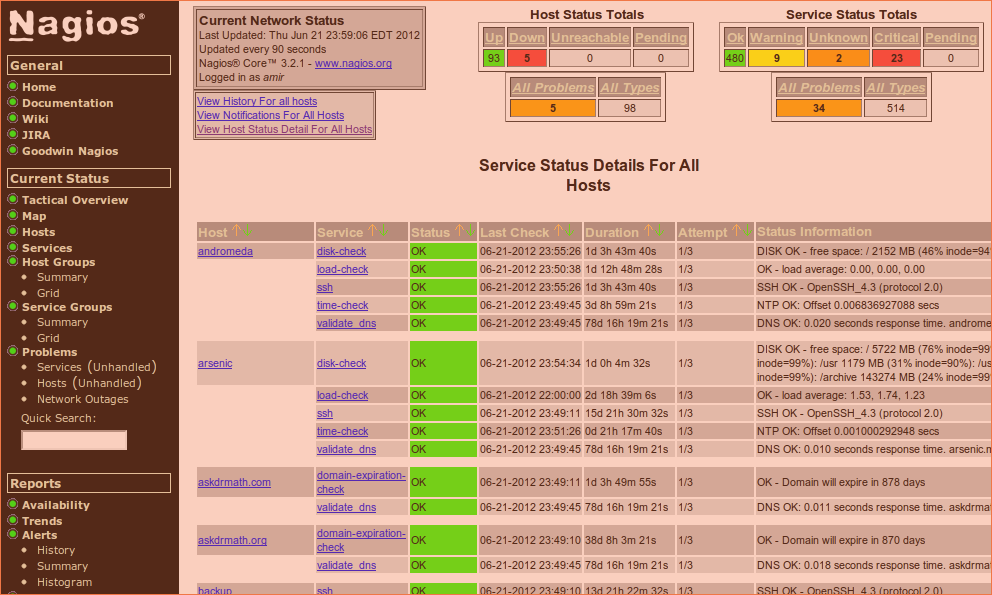 Nagios®
General
Home
Documentation
Wiki
JIRA
Goodwin Nagios
Current Status
Tactical Overview
Map
Hosts
Services
Host Groups
Summary
Grid
Service Groups
Summary
Grid
Problems
Services (Unhandled)
Hosts (Unhandled)
Network Outages
Quick Search:
Reports
Availability
Trends
Alerts
History
Summary
Histogram
Current Network Status
Last Updated: Thu Jun 21 23:59:06 EDT 2012
Updated every 90 seconds
Nagios® Core™ 3.2.1 - www.nagios.org
Logged in as amir
View History For all hosts
View Notifications For All Hosts
View Host Status Detail For All Hosts
Host Status Totals
Up Down Unreachable Pending
93 5 0 0
All Problems All Types
5 98
Service Status Totals
Ok Warning Unknown Critical Pending
480 9 2 23 0
All Problems All Types
34 514
Service Status Details For All
Hosts
Host Service Status Last Check Duration Attempt Status Information
andromeda disk-check OK 06-21-2012 23:55:26 1d 3h 43m 40s 1/3 DISK OK - free space: / 2152 MB (46% inode=94
load-check OK 06-21-2012 23:50:38 1d 12h 48m 28s 1/3 OK - load average: 0.00, 0.00, 0.00
ssh OK 06-21-2012 23:55:26 1d 3h 43m 40s 1/3 SSH OK - OpenSSH_4.3 (protocol 2.0)
time-check OK 06-21-2012 23:49:45 3d 8h 59m 21s 1/3 NTP OK: Offset 0.006836927088 secs
validate_dns OK 06-21-2012 23:49:45 78d 16h 19m 21s 1/3 DNS OK: 0.020 seconds response time. androme
arsenic disk-check OK 06-21-2012 23:54:34 1d 0h 4m 32s 1/3 DISK OK - free space: / 5722 MB (76% inode=99
inode=99%): /usr 1179 MB (31% inode=90%): /us
inode=99%): /archive 143274 MB (24% inode=99
load-check OK 06-21-2012 22:00:00 2d 18h 39m 6s 1/3 OK - load average: 1.53, 1.74, 1.23
ssh OK 06-21-2012 23:49:11 15d 21h 30m 32s 1/3 SSH OK - OpenSSH_4.3 (protocol 2.0)
time-check OK 06-21-2012 23:51:26 0d 21h 17m 40s 1/3 NTP OK: Offset 0.001000292948 secs
validate_dns OK 06-21-2012 23:49:45 78d 16h 19m 21s 1/3 DNS OK: 0.010 seconds response time. arsenic.n
askdrmath.com domain-expiration-
check OK 06-21-2012 23:49:11 1d 3h 49m 55s 1/3 OK - Domain will expire in 878 days
validate_dns OK 06-21-2012 23:49:45 78d 16h 19m 21s 1/3 DNS OK: 0.011 seconds response time. askdrma
askdrmath.org domain-expiration-
check OK 06-21-2012 23:49:10 38d 8h 3m 21s 1/3 OK - Domain will expire in 870 days
validate_dns OK 06-21-2012 23:49:45 78d 16h 19m 21s 1/3 DNS OK: 0.018 seconds response time. askdrma
backup ssh OK 06-21-2012 23:49:10 13d 21h 22m 32s 1/3 SSH OK - OpenSSH_4.3 (protocol 2.0)